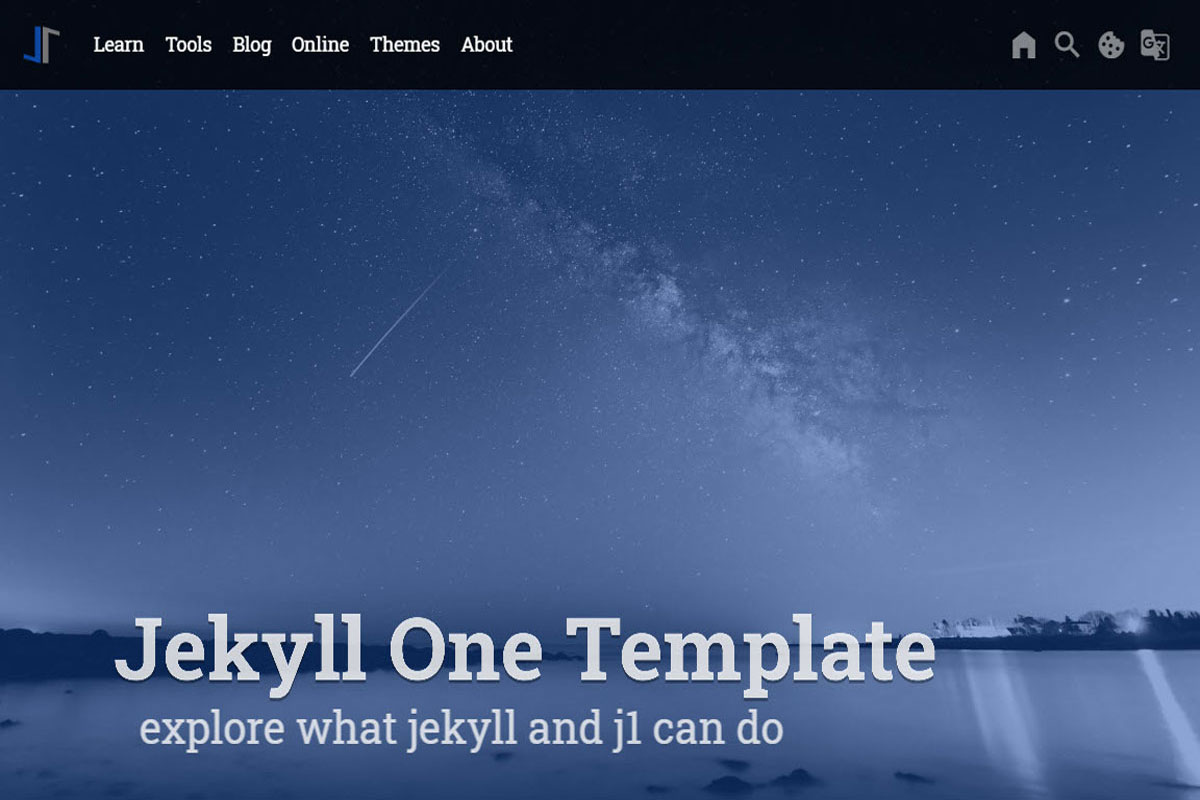 Learn Tools Blog Online Themes About
Jekyll One Template
explore what jekyll and j1 can do